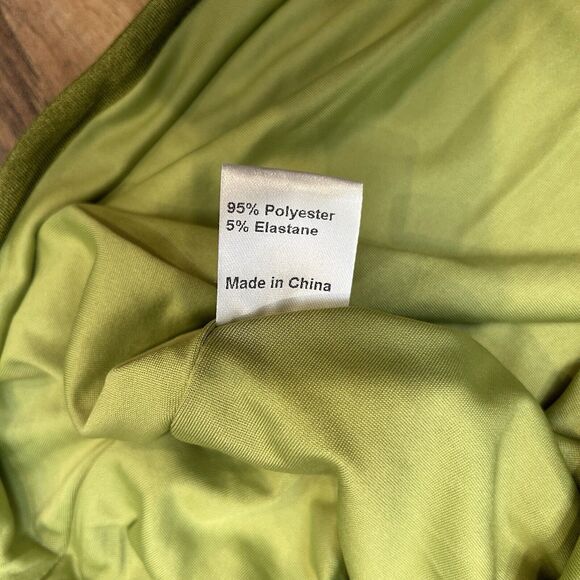 95% Polyester
5% Elastane
Made in China